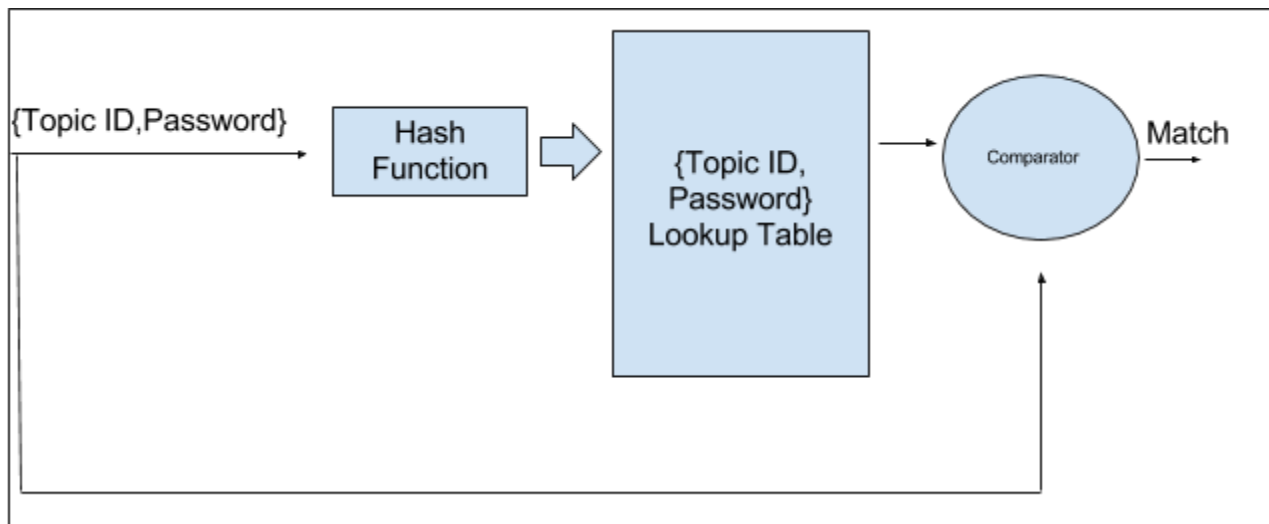 {Topic ID,Password}
Hash
Function
{Topic ID,
Password}
Lookup Table
Comparator
Match